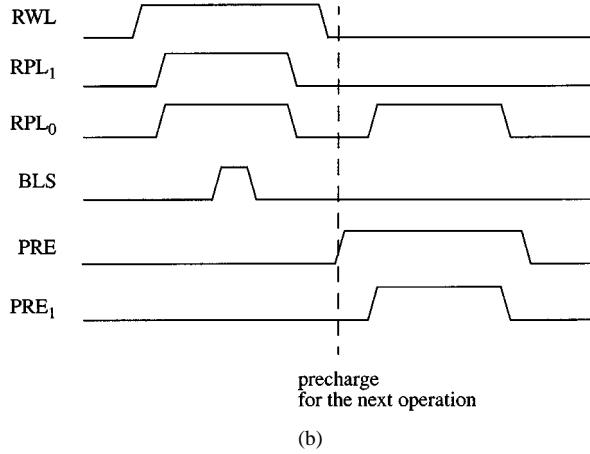 RWL
RPL1
RPL0
BLS
PRE
PRE1
precharge
for the next operation
(b)